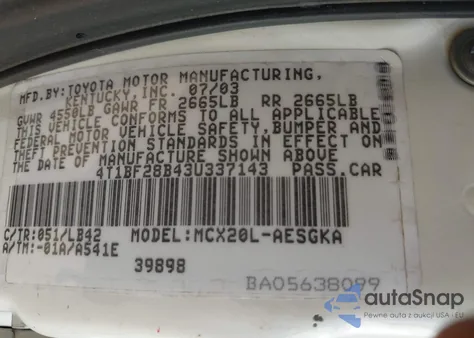 MFD.BY:TOYOTA MOTOR MANUFACTURING,
KENTUCKY,INC. 07/03
GVWR 4550LB GAWR FR 2665LB RR 2665LB
THIS VEHICLE CONFORMS TO ALL APPLICABLE
FEDERAL MOTOR VEHICLE SAFETY,BUMPER AND
THEFT PREVENTION STANDARDS IN EFFECT ON
THE DATE OF MANUFACTURE SHOWN ABOVE
4T1BF28B43U337143 PASS.CAR
C/TR:051/LB42 MODEL:MCX20L-AESGKA
A/TM:-01A/A541E
39898
BA05638099
autoSnap
Pewne auta z aukcji USA · EU